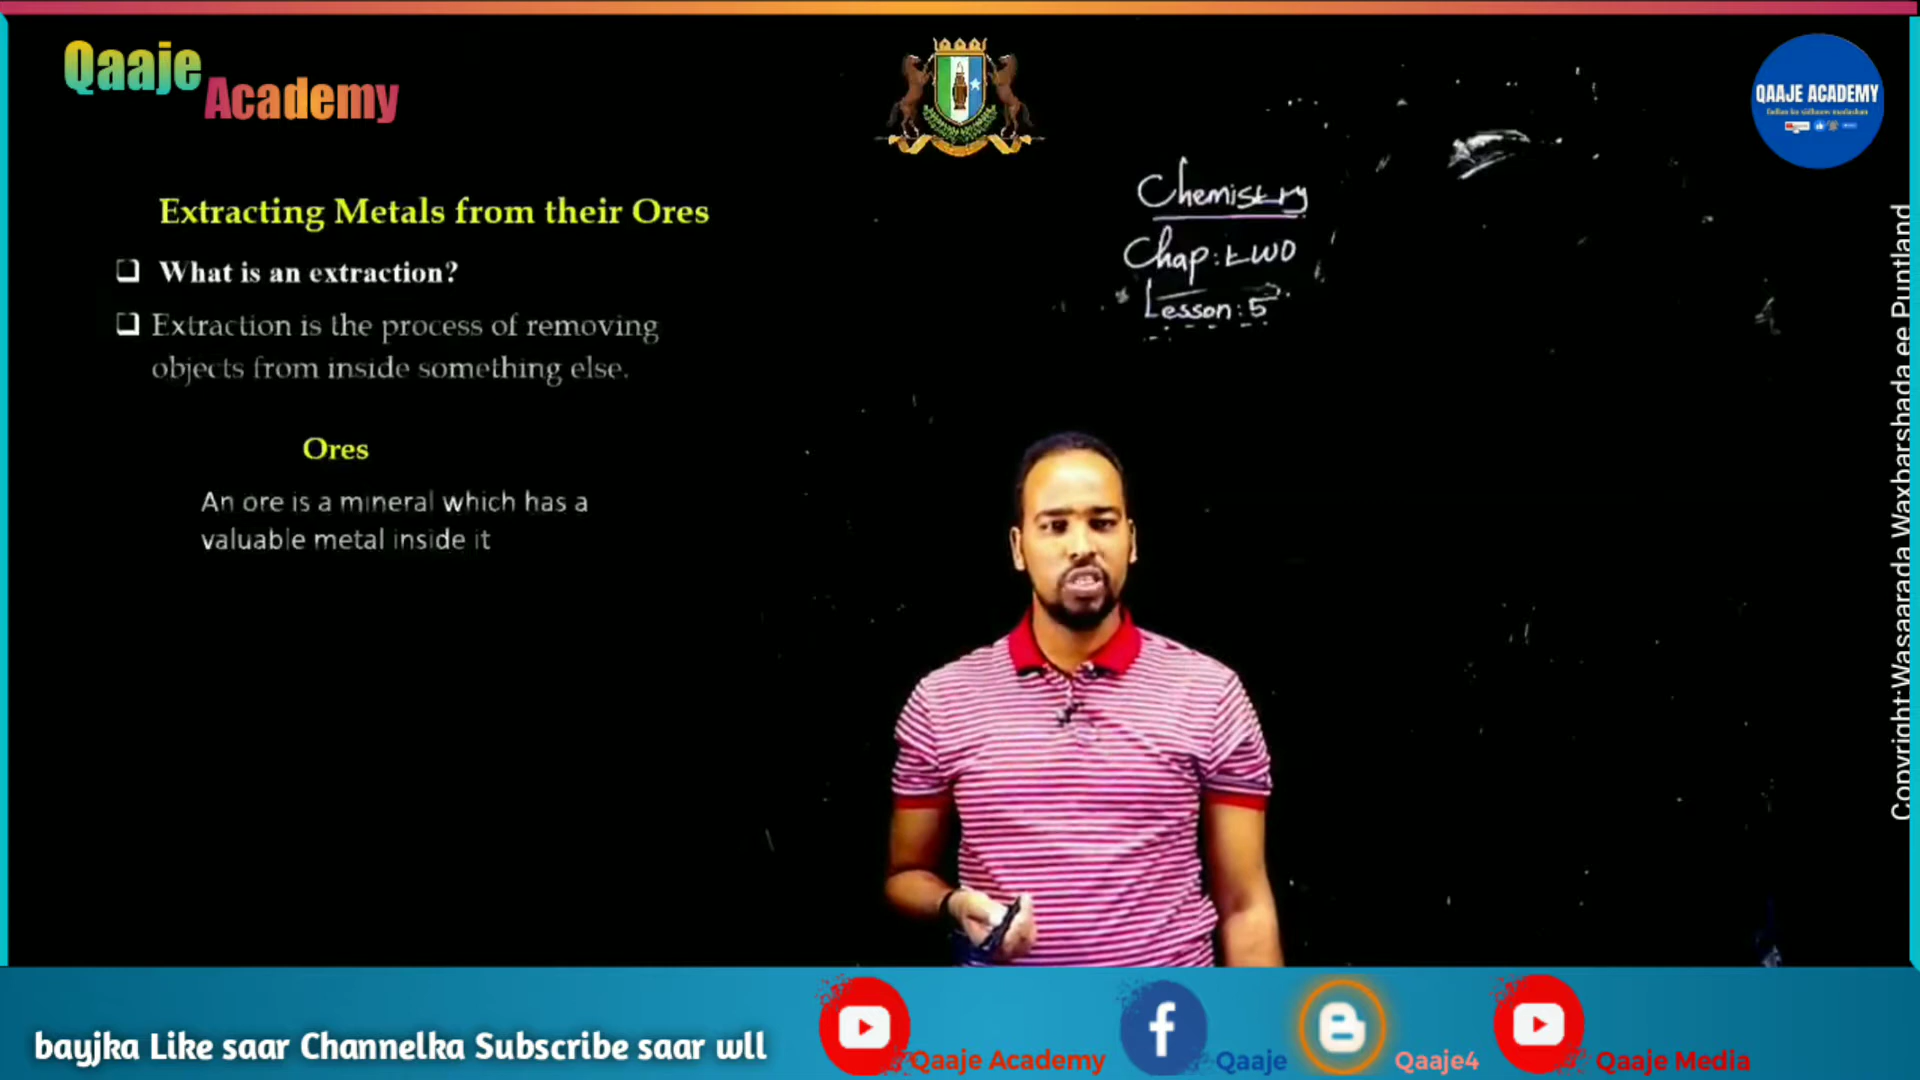 Qaaje
Academy
QAAJE ACADEMY
Chemistry
Chap: two
Lesson: 5
Extracting Metals from their Ores
What is an extraction?
Extraction is the process of removing
objects from inside something else.
Ores
An ore is a mineral which has a
valuable metal inside it
Copyright:Wasaarada Waxbarshada ee Puntland
bayjka Like saar Channelka Subscribe saar wll
Qaaje Academy
Qaaje
Qaaje4
Qaaje Media